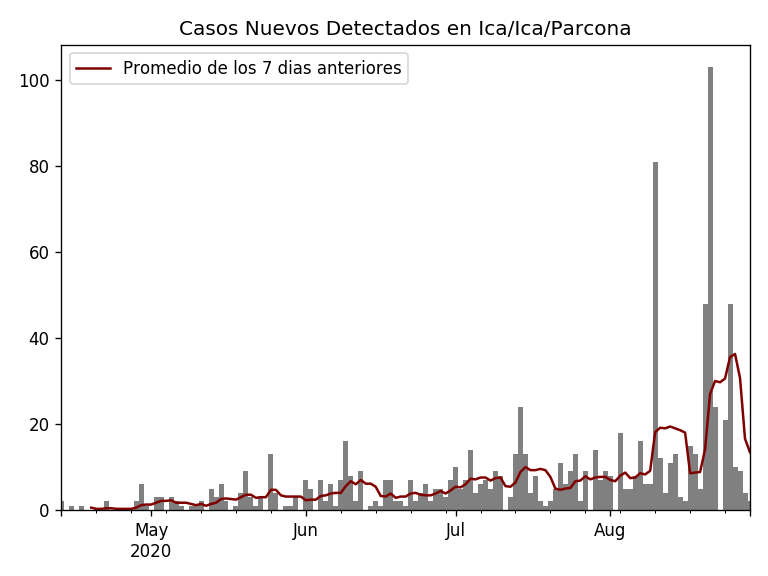 Casos Nuevos Detectados en Ica/Ica/Parcona
Promedio de los 7 dias anteriores
100
80
60
40
20
0
May Jun Jul Aug
2020